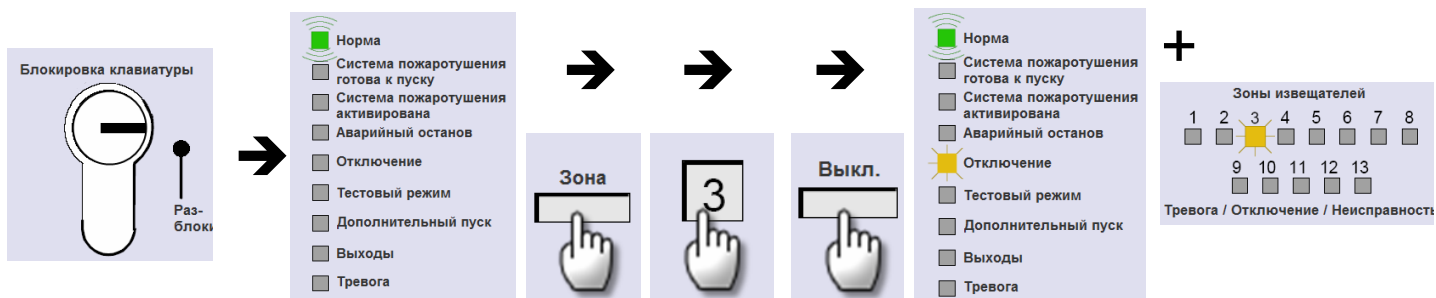 Блокировка клавиатуры
Раз-
блоки
Норма
Система пожаротушения
готова к пуску
Система пожаротушения
активирована
Аварийный останов
Отключение
Тестовый режим
Дополнительный пуск
Выходы
Тревога
Зона
3
Выкл.
Норма
Система пожаротушения
готова к пуску
Система пожаротушения
активирована
Аварийный останов
Отключение
Тестовый режим
Дополнительный пуск
Выходы
Тревога
+
Зоны извещателей
1 2 3 4 5 6 7 8
9 10 11 12 13
Тревога / Отключение / Неисправность